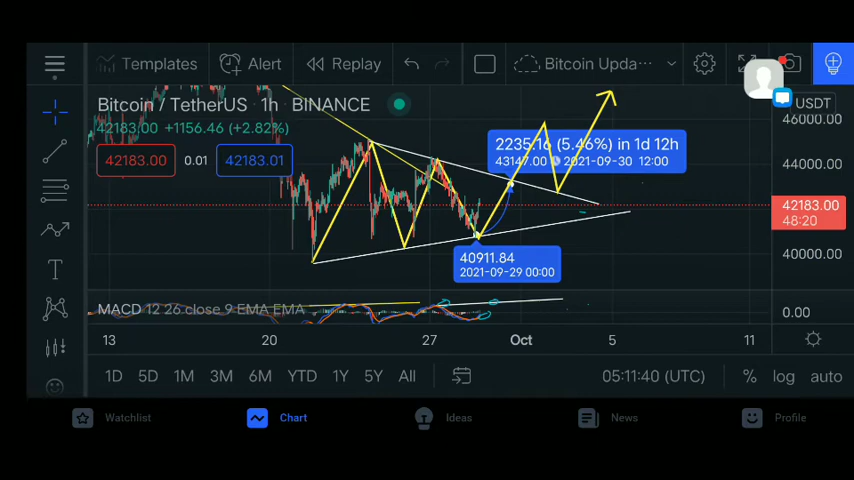 Templates Alert Replay Bitcoin Upda···
Bitcoin / TetherUS · 1h · BINANCE
42183.00 +1156.46 (+2.82%)
42183.00 0.01 42183.01
USDT
46000.00
2235.16 (5.46%) in 1d 12h
43147.00 2021-09-30 12:00
44000.00
42183.00
48:20
40911.84
2021-09-29 00:00
40000.00
MACD 12 26 close 9 EMA EMA
0.00
13 20 27 Oct 5 11
1D 5D 1M 3M 6M YTD 1Y 5Y All 05:11:40 (UTC) % log auto
Watchlist Chart Ideas News Profile